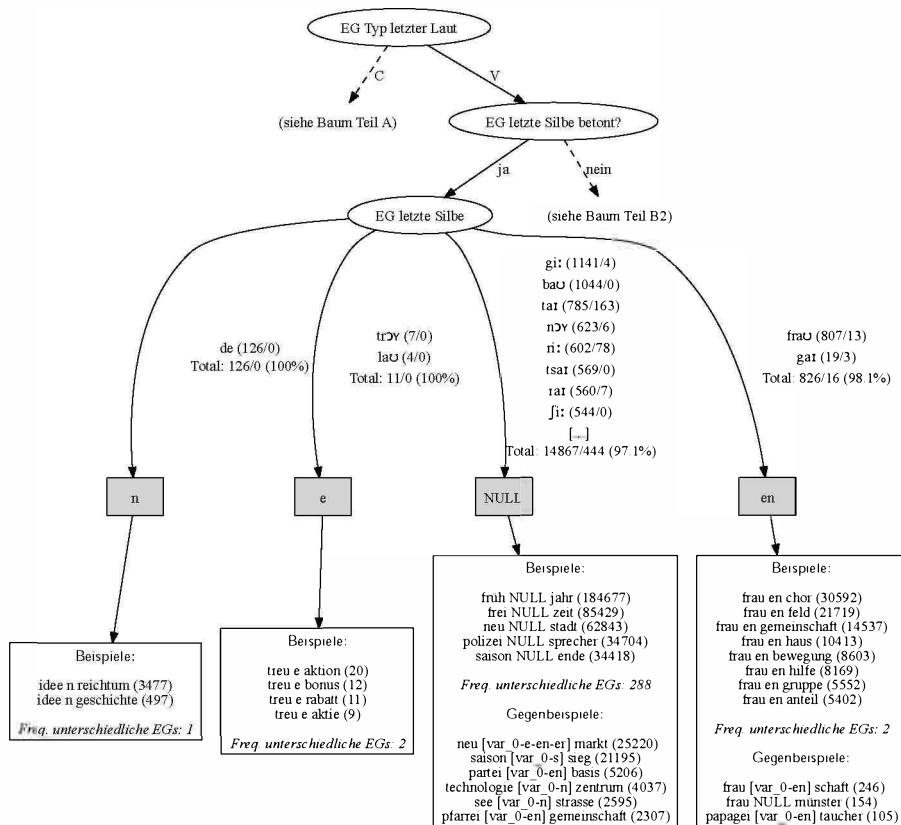 EG Typ letzter Laut
C
V
(siehe Baum Teil A)
EG letzte Silbe betont?
ja
nein
EG letzte Silbe
(siehe Baum Teil B2)
de (126/0)
Total: 126/0 (100%)
trɔʏ (7/0)
laʊ (4/0)
Total: 11/0 (100%)
giː (1141/4)
baʊ (1044/0)
taɪ (785/163)
nɔʏ (623/6)
riː (602/78)
tsaɪ (569/0)
raɪ (560/7)
ʃiː (544/0)
[...]
Total: 14867/444 (97.1%)
fraʊ (807/13)
gaɪ (19/3)
Total: 826/16 (98.1%)
n
e
NULL
en
Beispiele:
idee n reichtum (3477)
idee n geschichte (497)
Freq. unterschiedliche EGs: 1
Beispiele:
treu e aktion (20)
treu e bonus (12)
treu e rabatt (11)
treu e aktie (9)
Freq. unterschiedliche EGs: 2
Beispiele:
früh NULL jahr (184677)
frei NULL zeit (85429)
neu NULL stadt (62843)
polizei NULL sprecher (34704)
saison NULL ende (34418)
Freq. unterschiedliche EGs: 288
Gegenbeispiele:
neu [var_0-e-en-er] markt (25220)
saison [var_0-s] sieg (21195)
partei [var_0-en] basis (5206)
technologie [var_0-n] zentrum (4037)
see [var_0-n] strasse (2595)
pfarrei [var_0-en] gemeinschaft (2307)
Beispiele:
frau en chor (30592)
frau en feld (21719)
frau en gemeinschaft (14537)
frau en haus (10413)
frau en bewegung (8603)
frau en hilfe (8169)
frau en gruppe (5552)
frau en anteil (5402)
Freq. unterschiedliche EGs: 2
Gegenbeispiele:
frau [var_0-en] schaft (246)
frau NULL münster (154)
papagei [var_0-en] taucher (105)